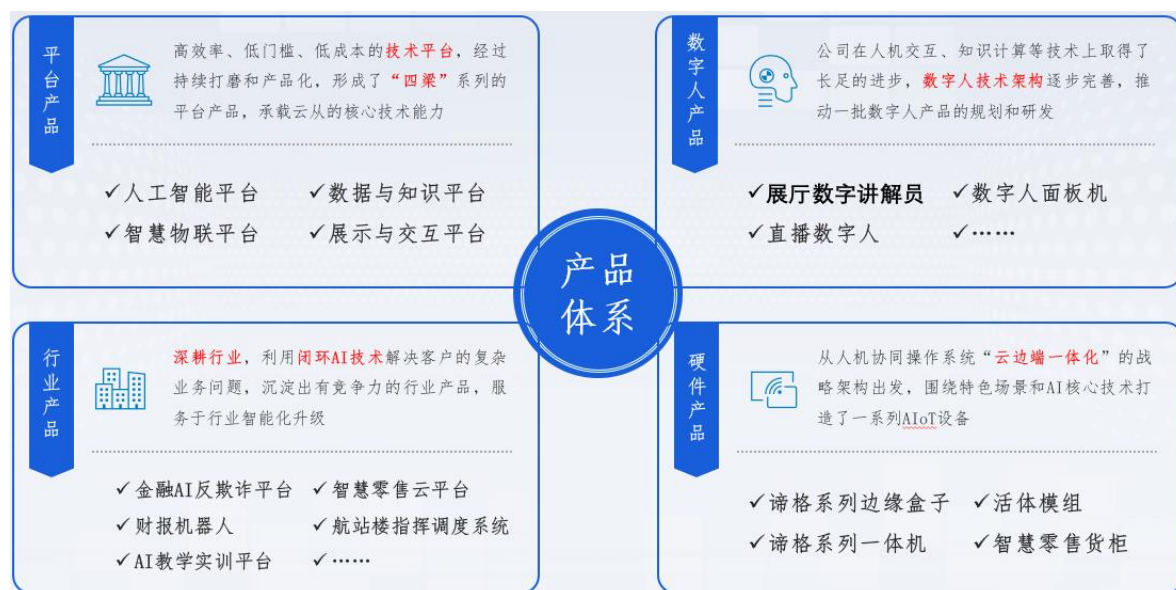 平台产品
高效率、低门槛、低成本的技术平台，经过
持续打磨和产品化，形成了“四梁”系列的
平台产品，承载云从的核心技术能力
✓人工智能平台 ✓数据与知识平台
✓智慧物联平台 ✓展示与交互平台
数字人产品
公司在人机交互、知识计算等技术上取得了
长足的进步，数字人技术架构逐步完善，推
动一批数字人产品的规划和研发
✓展厅数字讲解员 ✓数字人面板机
✓直播数字人 ✓……
产品
体系
行业产品
深耕行业，利用闭环AI技术解决客户的复杂
业务问题，沉淀出有竞争力的行业产品，服
务于行业智能化升级
✓金融AI反欺诈平台 ✓智慧零售云平台
✓财报机器人 ✓航站楼指挥调度系统
✓AI教学实训平台 ✓……
硬件产品
从人机协同操作系统“云边端一体化”的战
略架构出发，围绕特色场景和AI核心技术打
造了一系列AIoT设备
✓谛格系列边缘盒子 ✓活体模组
✓谛格系列一体机 ✓智慧零售货柜